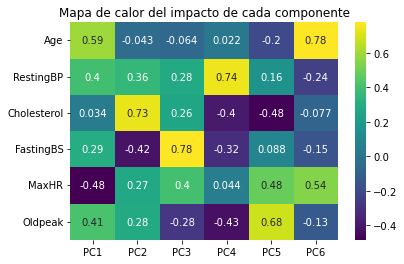 Mapa de calor del impacto de cada componente
Age 0.59 -0.043 -0.064 0.022 -0.2 0.78
RestingBP 0.4 0.36 0.28 0.74 0.16 -0.24
Cholesterol 0.034 0.73 0.26 -0.4 -0.48 -0.077
FastingBS 0.29 -0.42 0.78 -0.32 0.088 -0.15
MaxHR -0.48 0.27 0.4 0.044 0.48 0.54
Oldpeak 0.41 0.28 -0.28 -0.43 0.68 -0.13
PC1 PC2 PC3 PC4 PC5 PC6
0.6
0.4
0.2
0.0
-0.2
-0.4